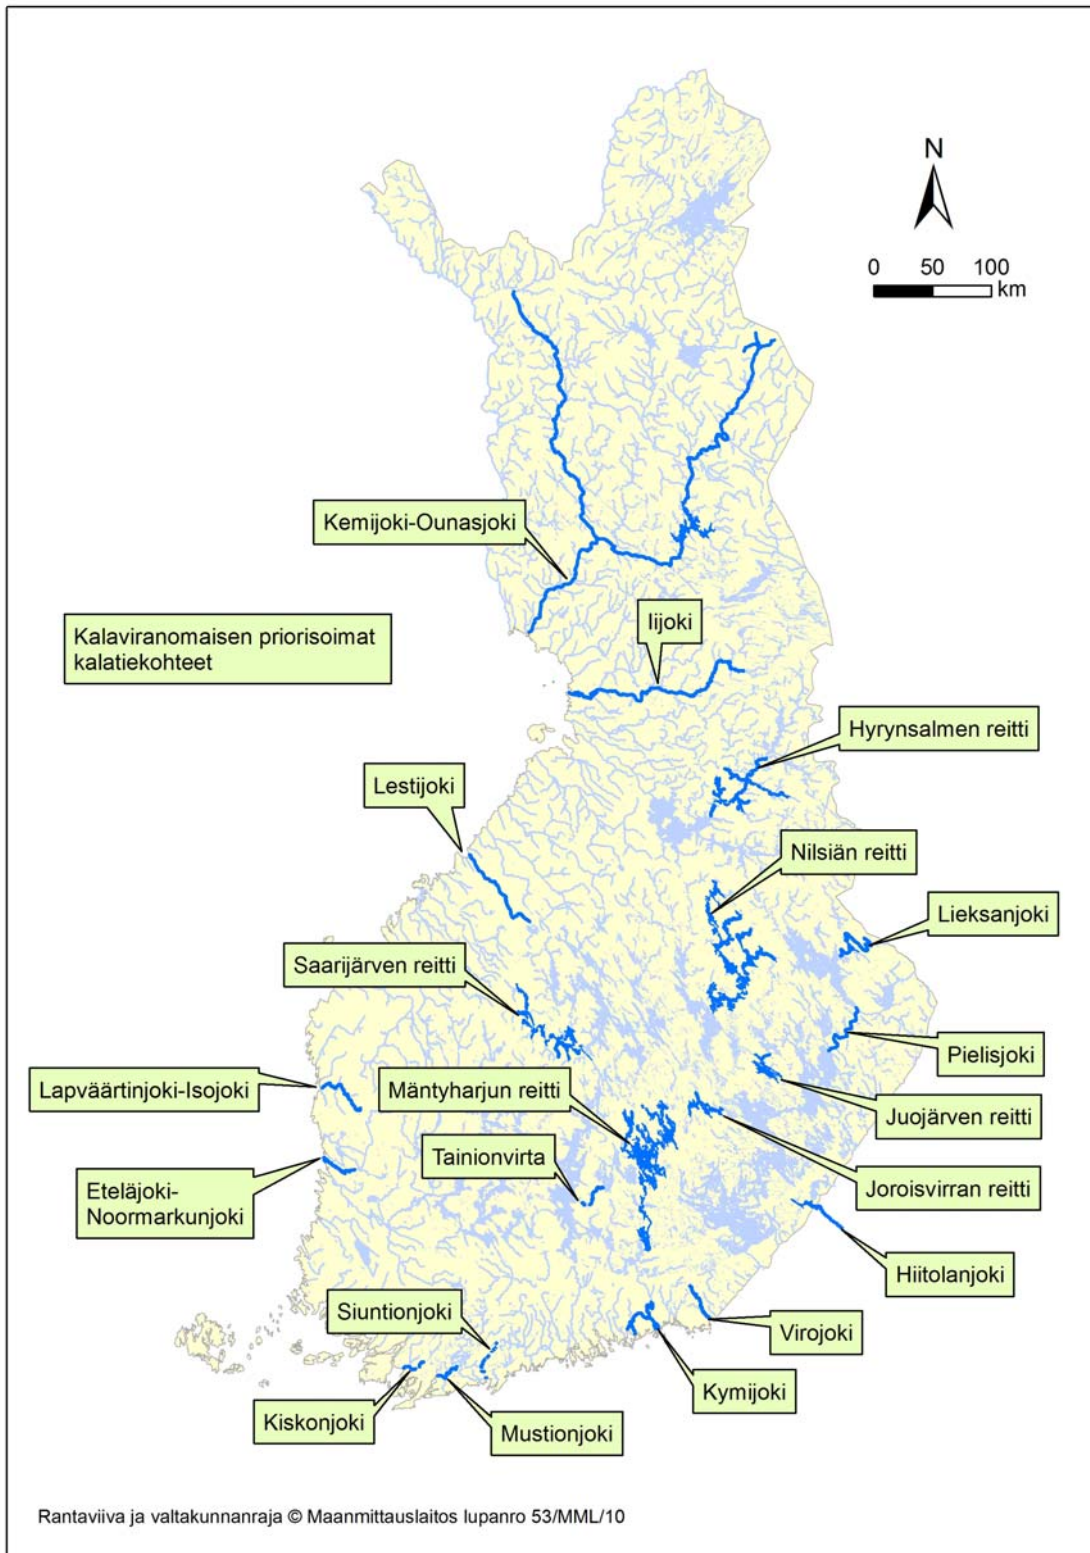 N
0 50 100
km
Kemijoki-Ounasjoki
Iijoki
Kalaviranomaisen priorisoimat
kalatiekohteet
Hyrynsalmen reitti
Lestijoki
Nilsiän reitti
Lieksanjoki
Saarijärven reitti
Pielisjoki
Lapväärtinjoki-Isojoki
Mäntyharjun reitti
Juojärven reitti
Tainionvirta
Joroisvirran reitti
Eteläjoki-
Noormarkunjoki
Hiitolanjoki
Siuntionjoki
Virojoki
Kymijoki
Kiskonjoki
Mustionjoki
Rantaviiva ja valtakunnanraja © Maanmittauslaitos lupanro 53/MML/10